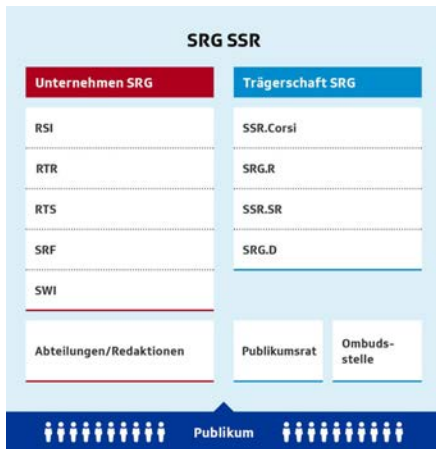 SRG SSR
Unternehmen SRG
RSI
RTR
RTS
SRF
SWI
Abteilungen/Redaktionen
Trägerschaft SRG
SSR.Corsi
SRG.R
SSR.SR
SRG.D
Publikumsrat
Ombuds-
stelle
Publikum